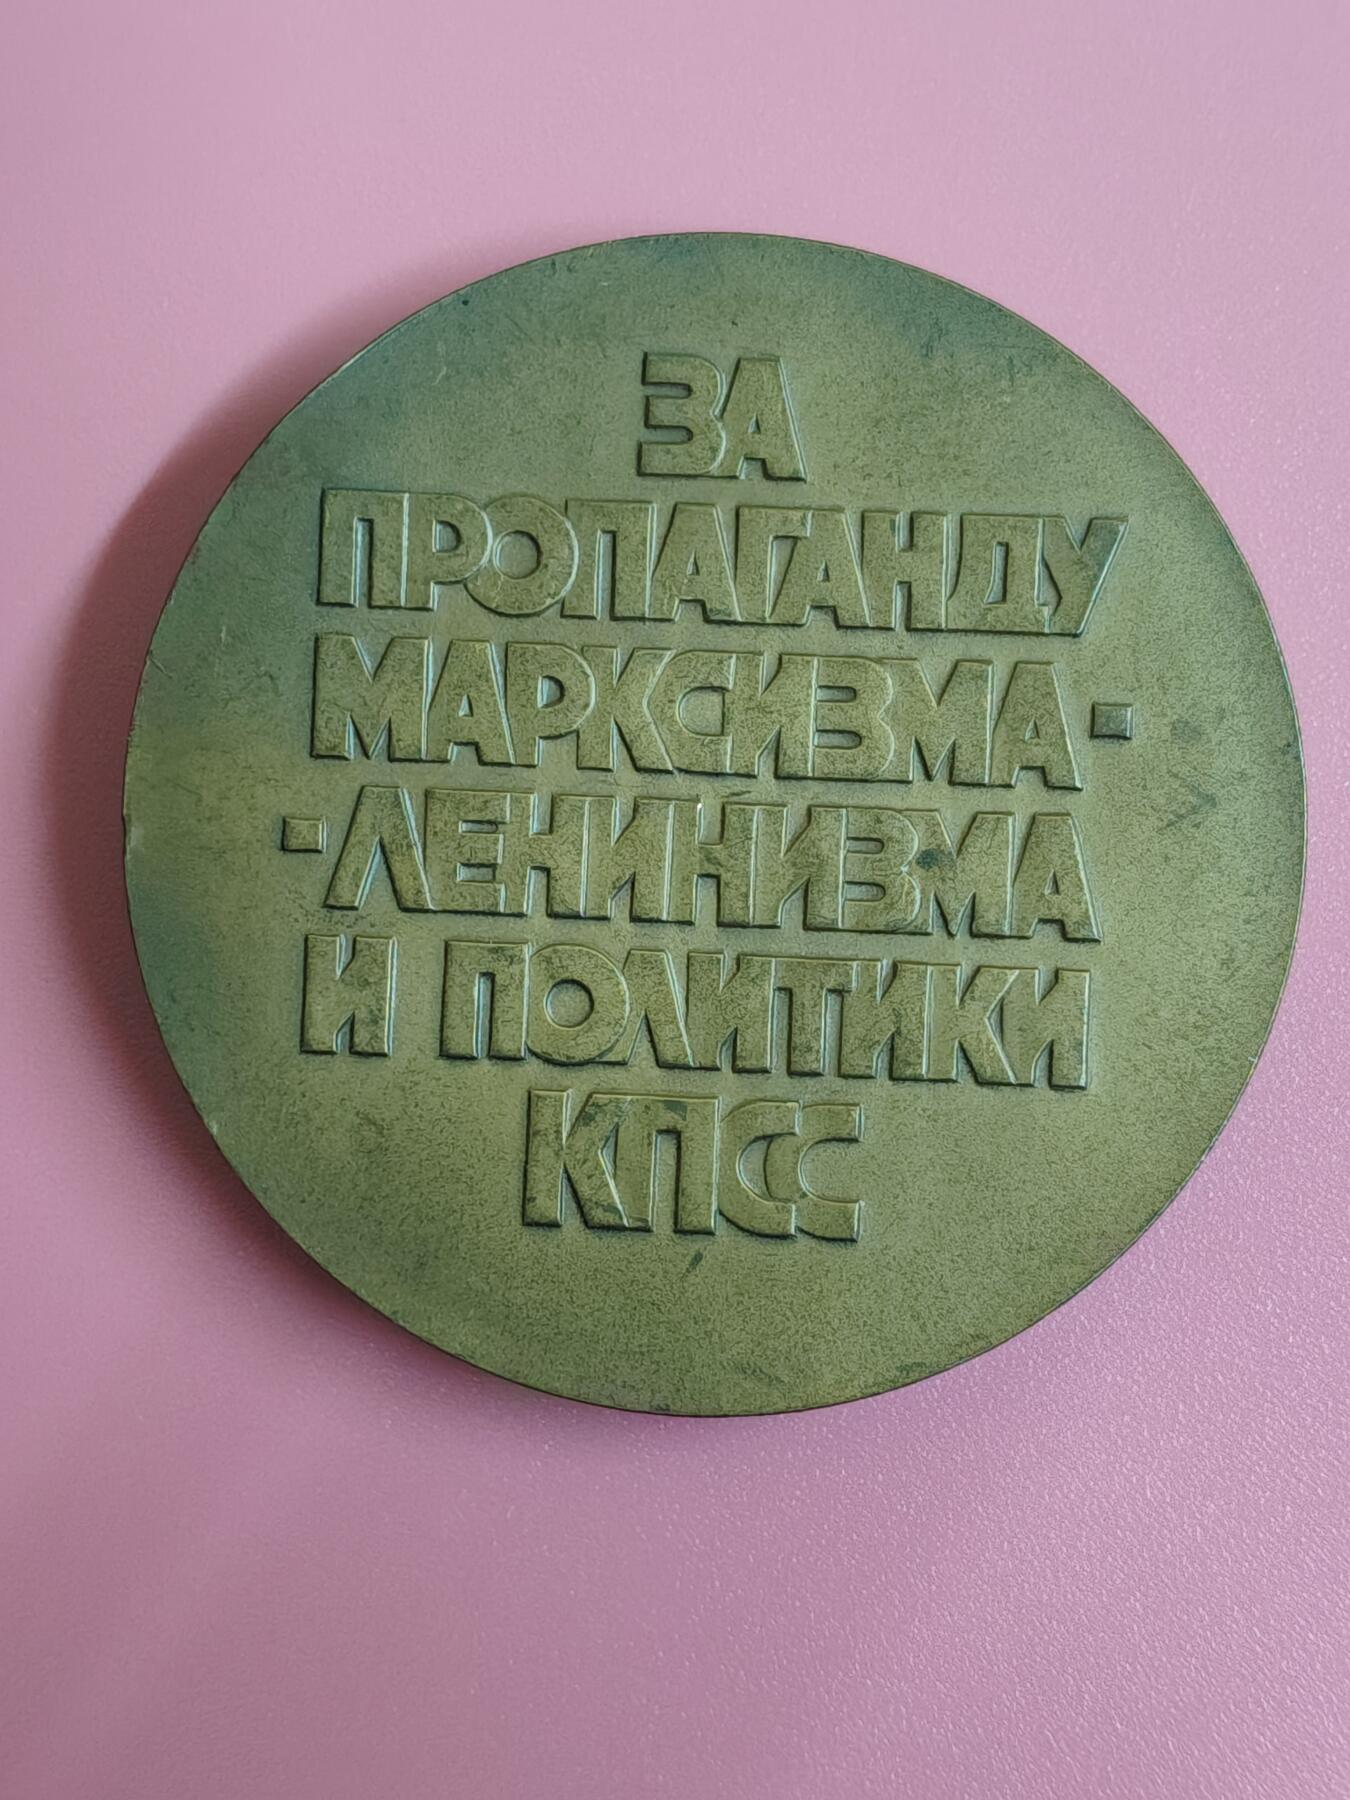 ЗА
ПРОПАГАНДУ
МАРКСИЗМА-
-ЛЕНИНИЗМА
И ПОЛИТИКИ
КПСС